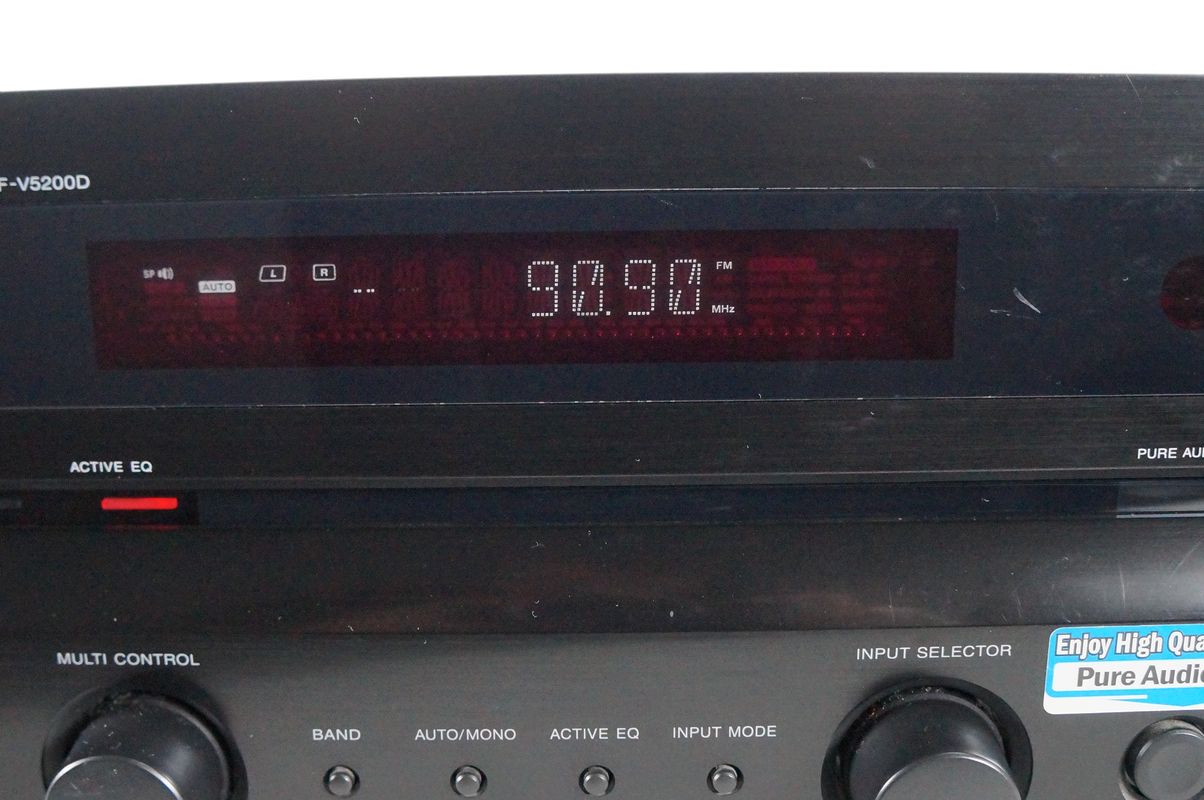 F-V5200D
SP
AUTO
L
R
90.90
FM
MHz
ACTIVE EQ
PURE AU
MULTI CONTROL
INPUT SELECTOR
Enjoy High Qua
Pure Audio
BAND
AUTO/MONO
ACTIVE EQ
INPUT MODE